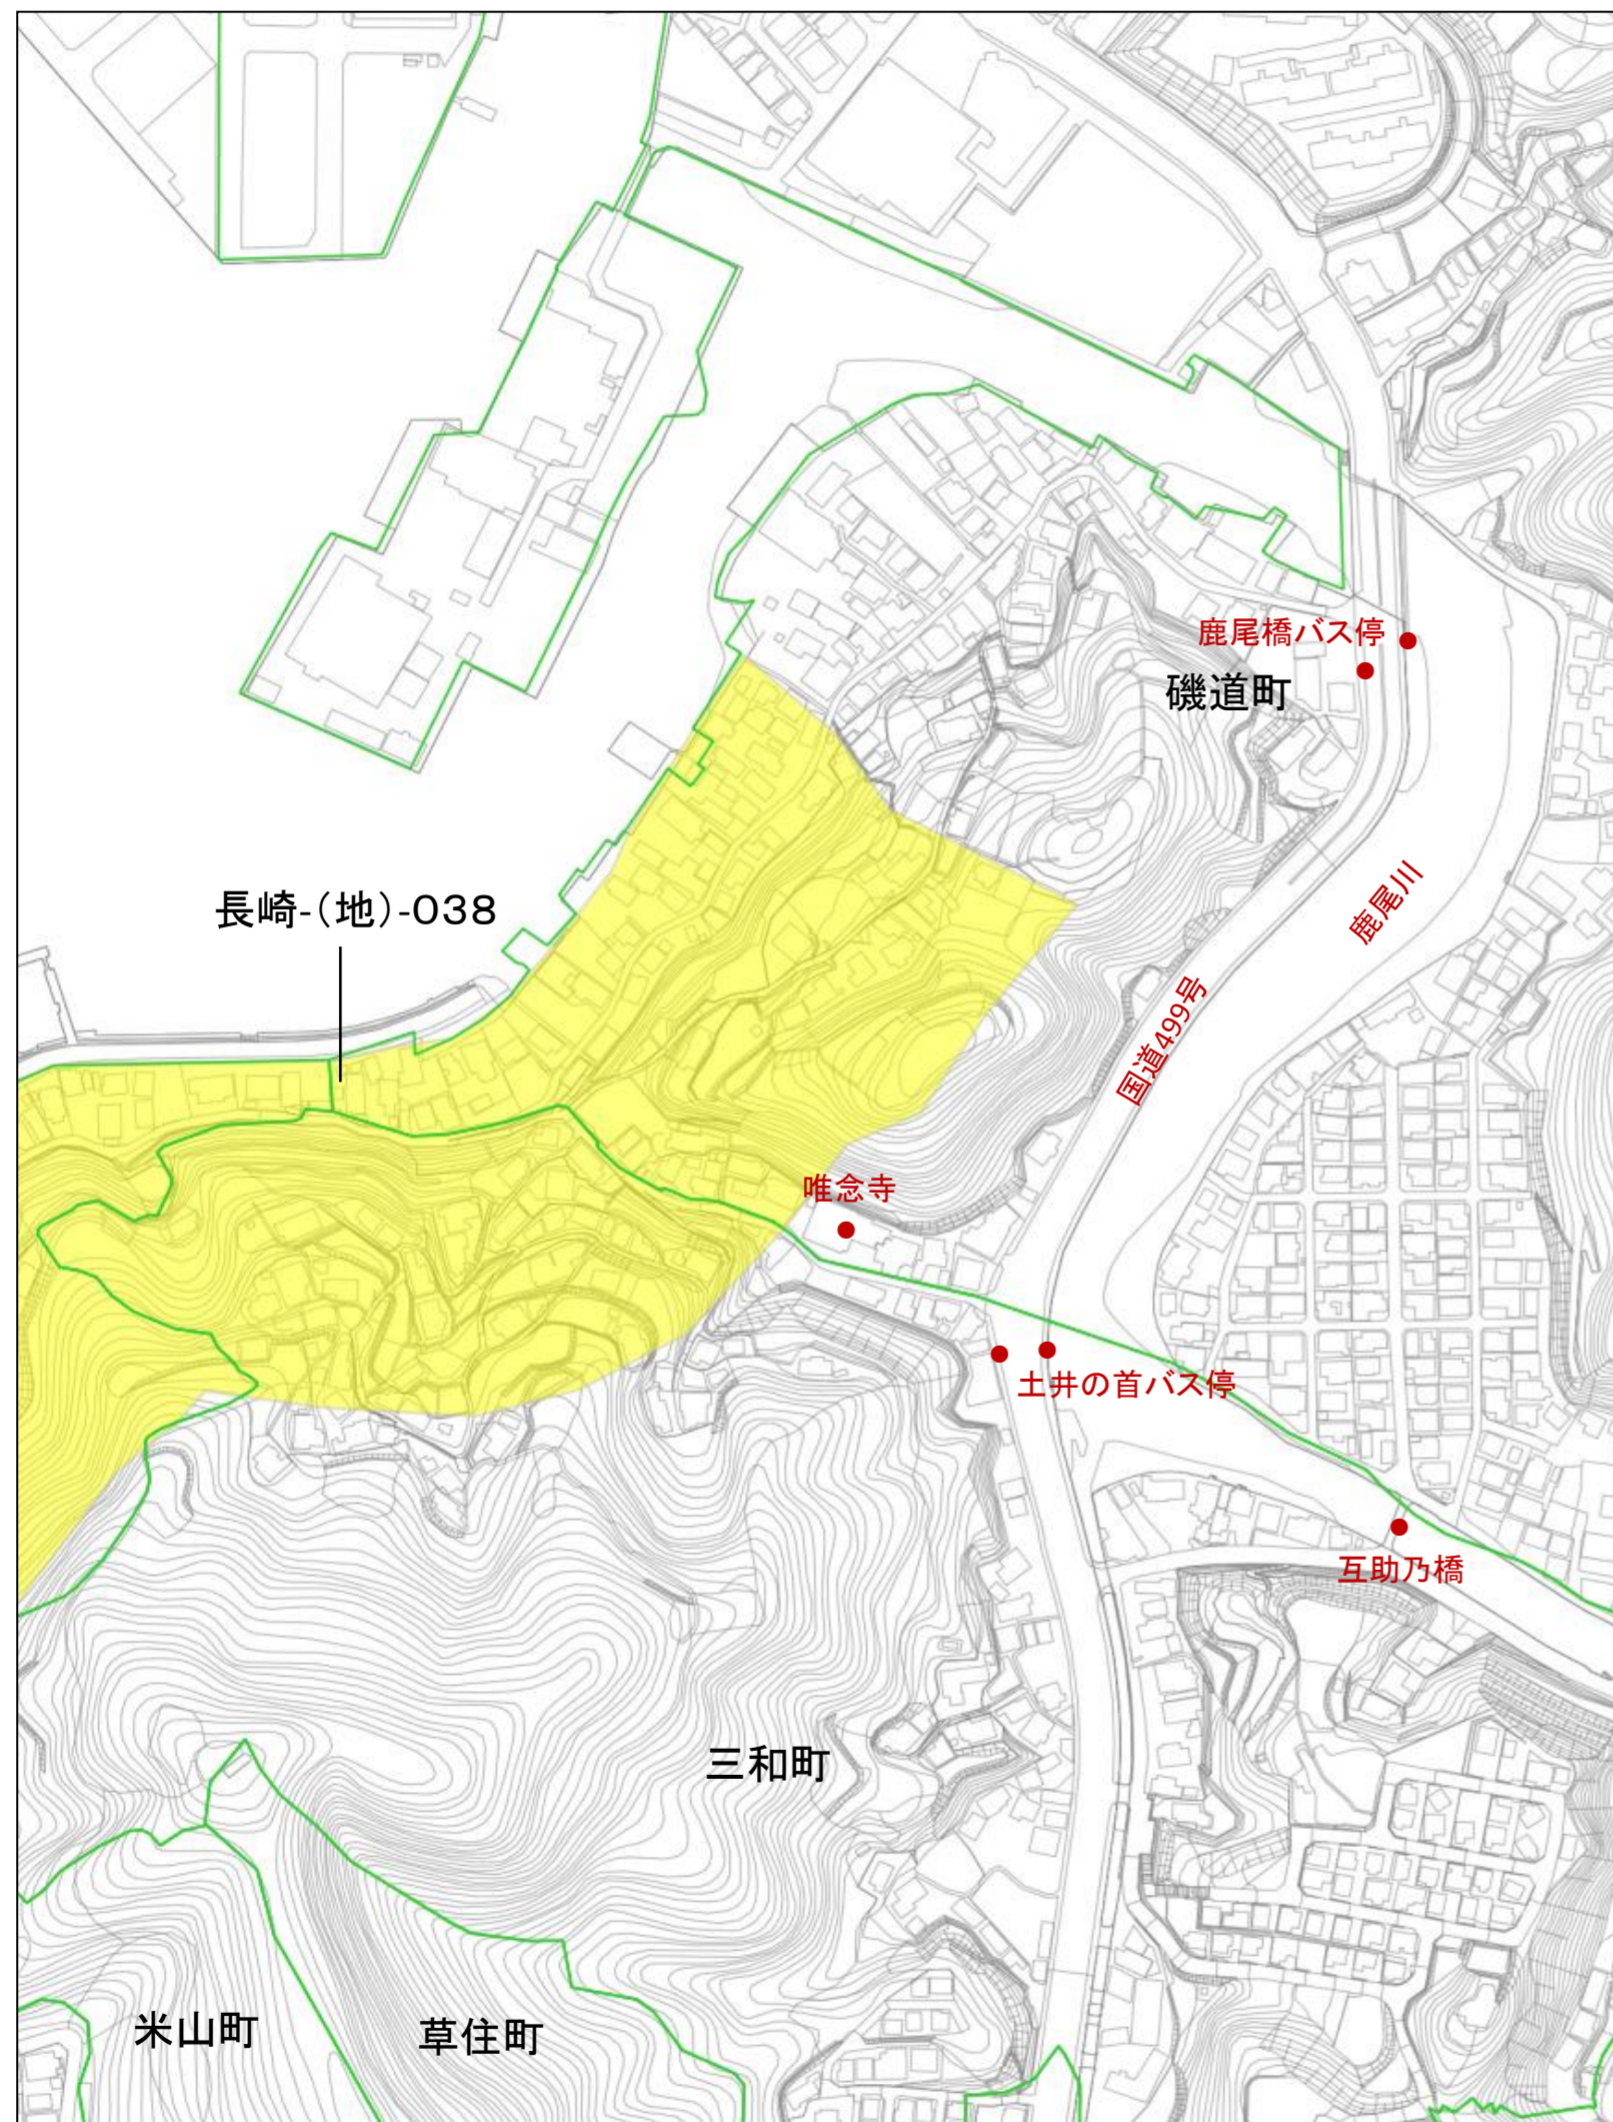 鹿尾橋バス停
磯道町
長崎-(地)-038
鹿尾川
国道499号
唯念寺
土井の首バス停
互助乃橋
三和町
米山町
草住町